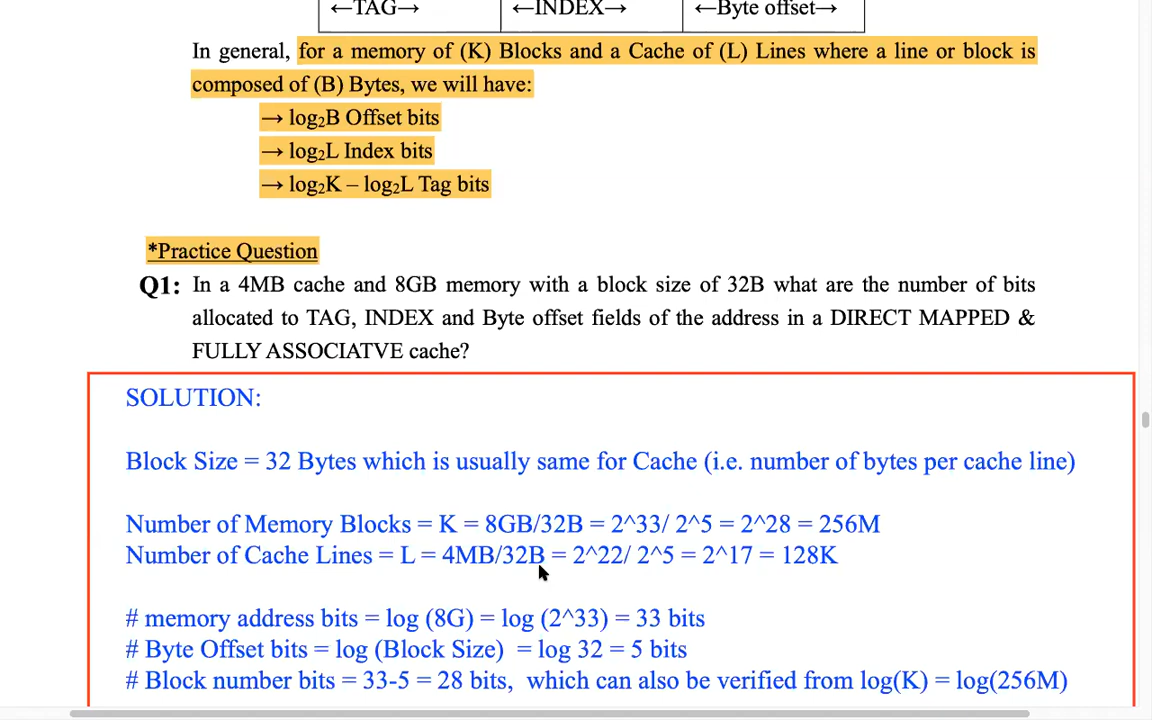 ←TAG→ ←INDEX→ ←Byte offset→
In general, for a memory of (K) Blocks and a Cache of (L) Lines where a line or block is
composed of (B) Bytes, we will have:
→ log₂B Offset bits
→ log₂L Index bits
→ log₂K – log₂L Tag bits
*Practice Question
Q1: In a 4MB cache and 8GB memory with a block size of 32B what are the number of bits
allocated to TAG, INDEX and Byte offset fields of the address in a DIRECT MAPPED &
FULLY ASSOCIATVE cache?
SOLUTION:
Block Size = 32 Bytes which is usually same for Cache (i.e. number of bytes per cache line)
Number of Memory Blocks = K = 8GB/32B = 2^33/ 2^5 = 2^28 = 256M
Number of Cache Lines = L = 4MB/32B = 2^22/ 2^5 = 2^17 = 128K
# memory address bits = log (8G) = log (2^33) = 33 bits
# Byte Offset bits = log (Block Size)  = log 32 = 5 bits
# Block number bits = 33-5 = 28 bits,  which can also be verified from log(K) = log(256M)